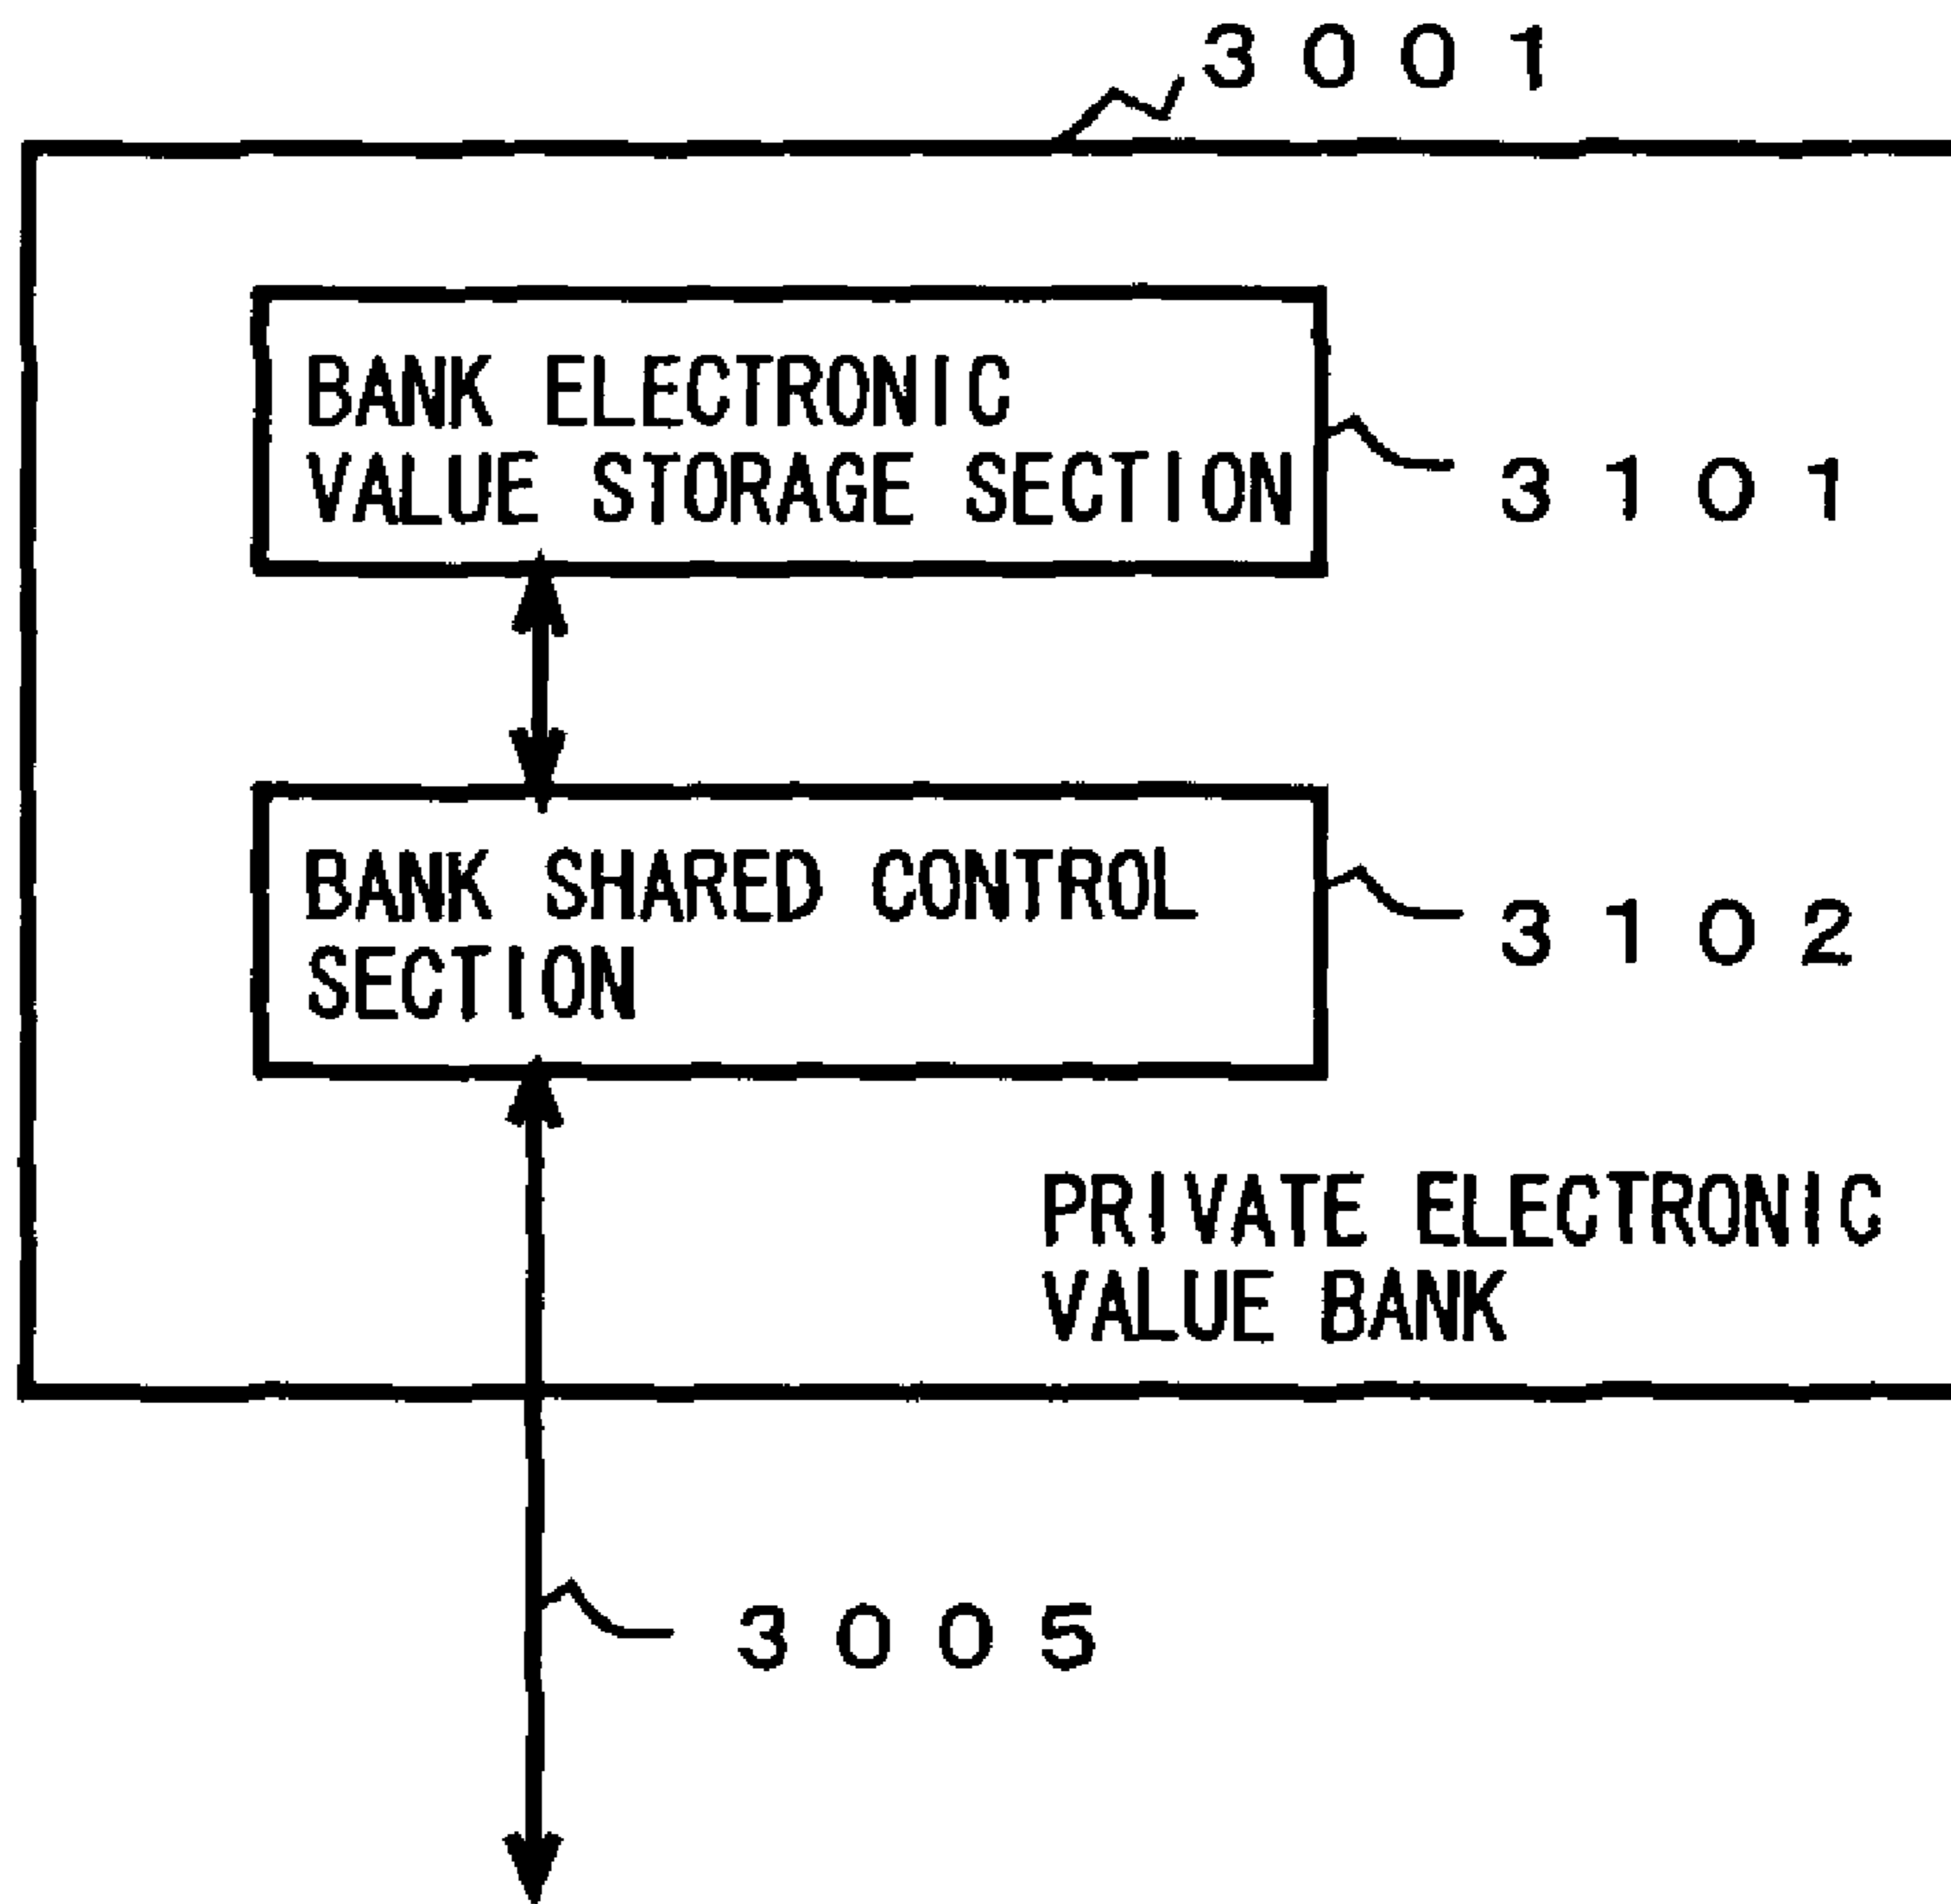 3001
BANK ELECTRONIC
VALUE STORAGE SECTION
3101
BANK SHARED CONTROL
SECTION
3102
PRIVATE ELECTRONIC
VALUE BANK
3005